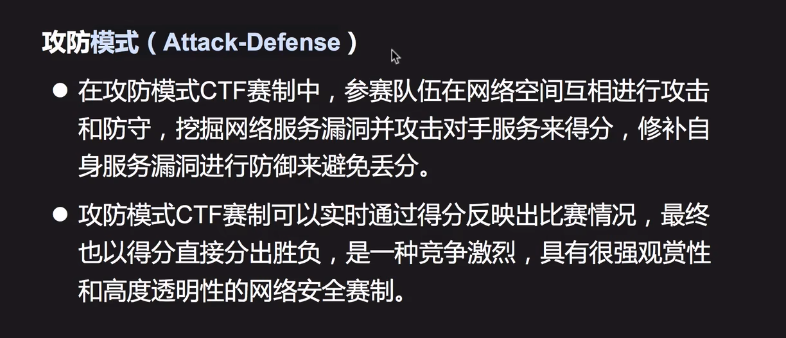 攻防模式（Attack-Defense ）
● 在攻防模式CTF赛制中，参赛队伍在网络空间互相进行攻击
和防守，挖掘网络服务漏洞并攻击对手服务来得分，修补自
身服务漏洞进行防御来避免丢分。
● 攻防模式CTF赛制可以实时通过得分反映出比赛情况，最终
也以得分直接分出胜负，是一种竞争激烈，具有很强观赏性
和高度透明性的网络安全赛制。